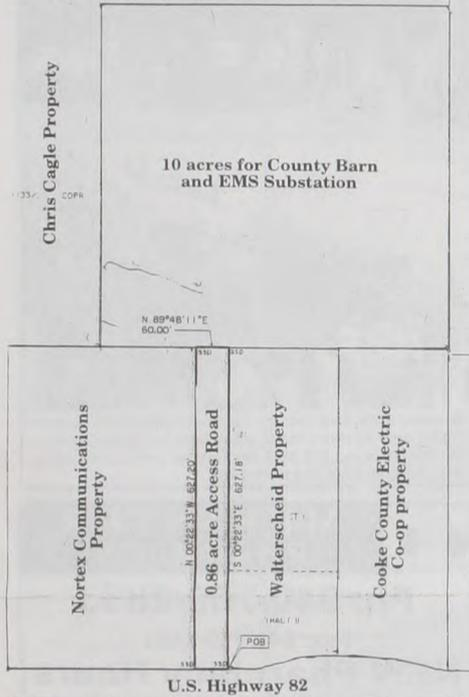 Chris Cagle Property
COPR
10 acres for County Barn
and EMS Substation
N 89°48'11"E
60.00'
Nortex Communications
Property
N 00°22'33"W 627.20'
0.86 acre Access Road
S 00°22'33"E 627.18'
Walterscheid Property
Cooke County Electric
Co-op property
POB
U.S. Highway 82